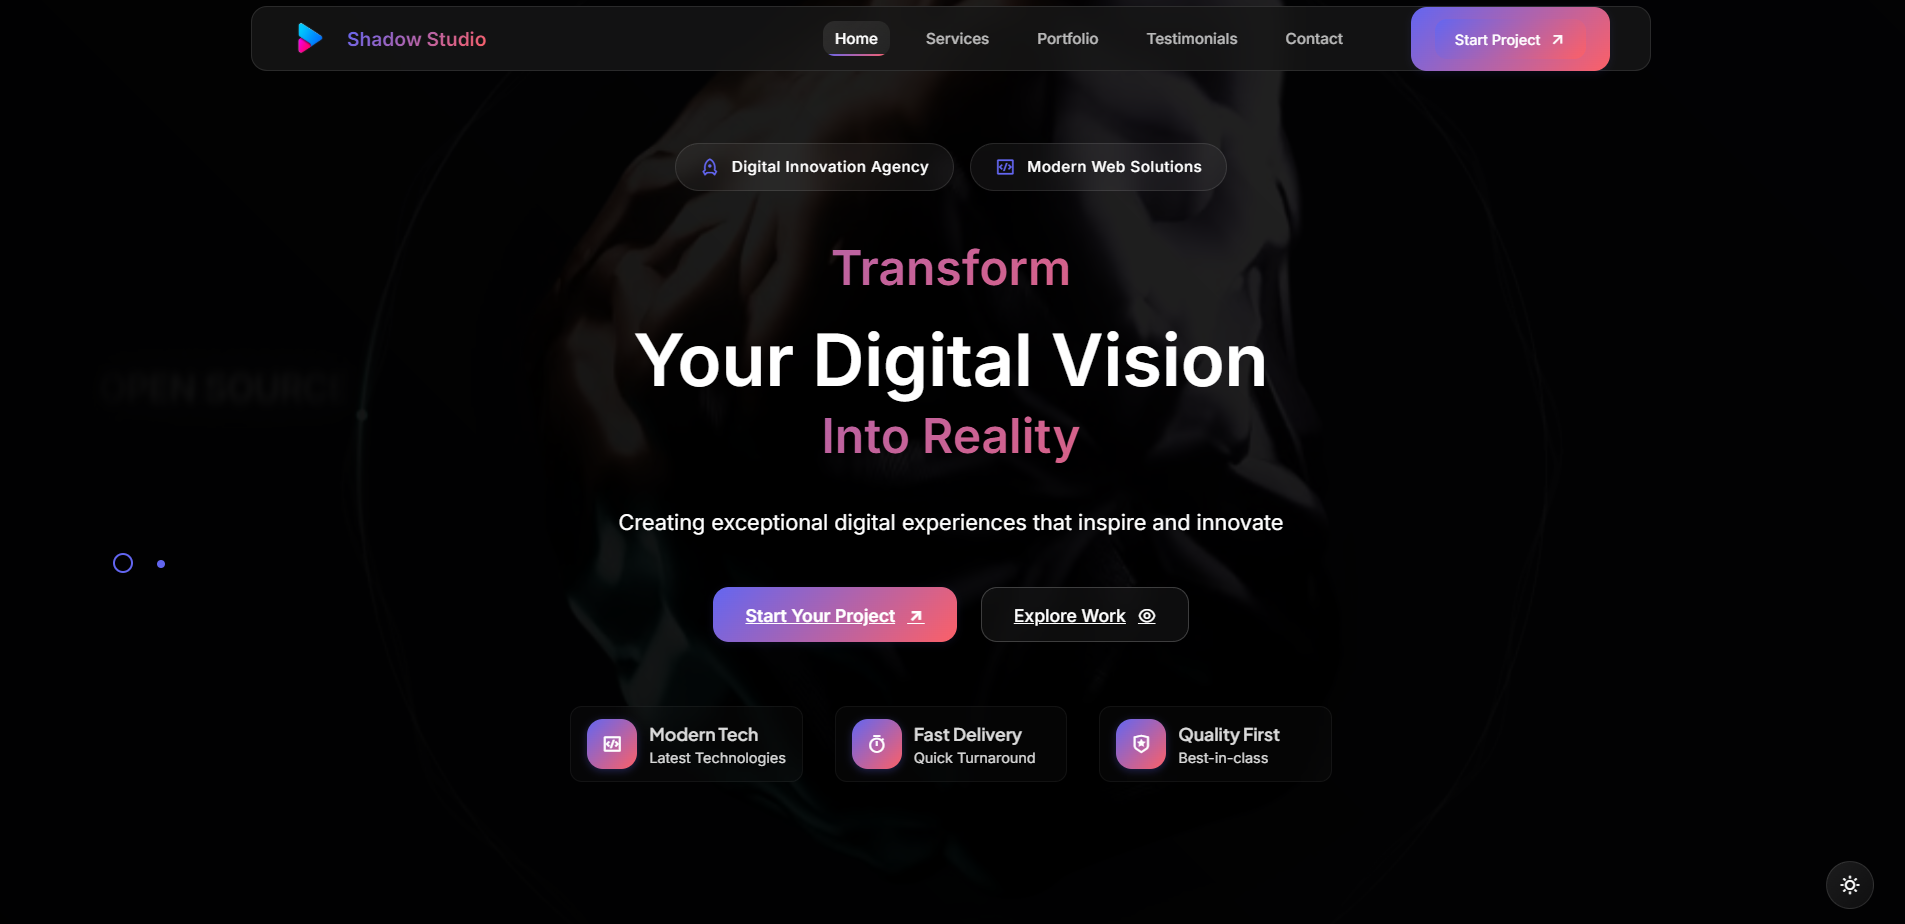 Shadow Studio
Home
Services
Portfolio
Testimonials
Contact
Start Project
Digital Innovation Agency
Modern Web Solutions
Transform
Your Digital Vision
Into Reality
OPEN SOURCE
Creating exceptional digital experiences that inspire and innovate
Start Your Project
Explore Work
Modern Tech
Latest Technologies
Fast Delivery
Quick Turnaround
Quality First
Best-in-class